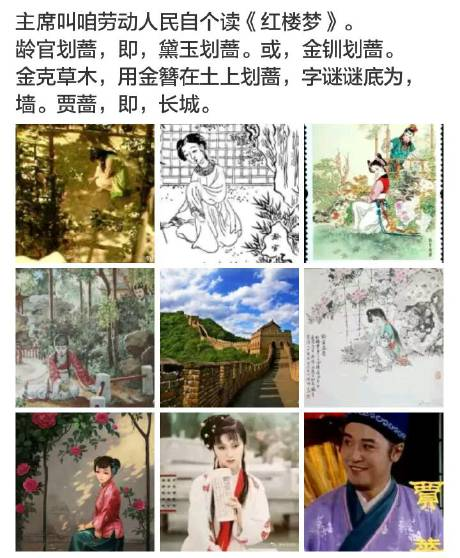 主席叫咱劳动人民自个读《红楼梦》。
龄官划蔷，即，黛玉划蔷。或，金钏划蔷。
金克草木，用金簪在土上划蔷，字谜谜底为，
墙。贾蔷，即，长城。
賈